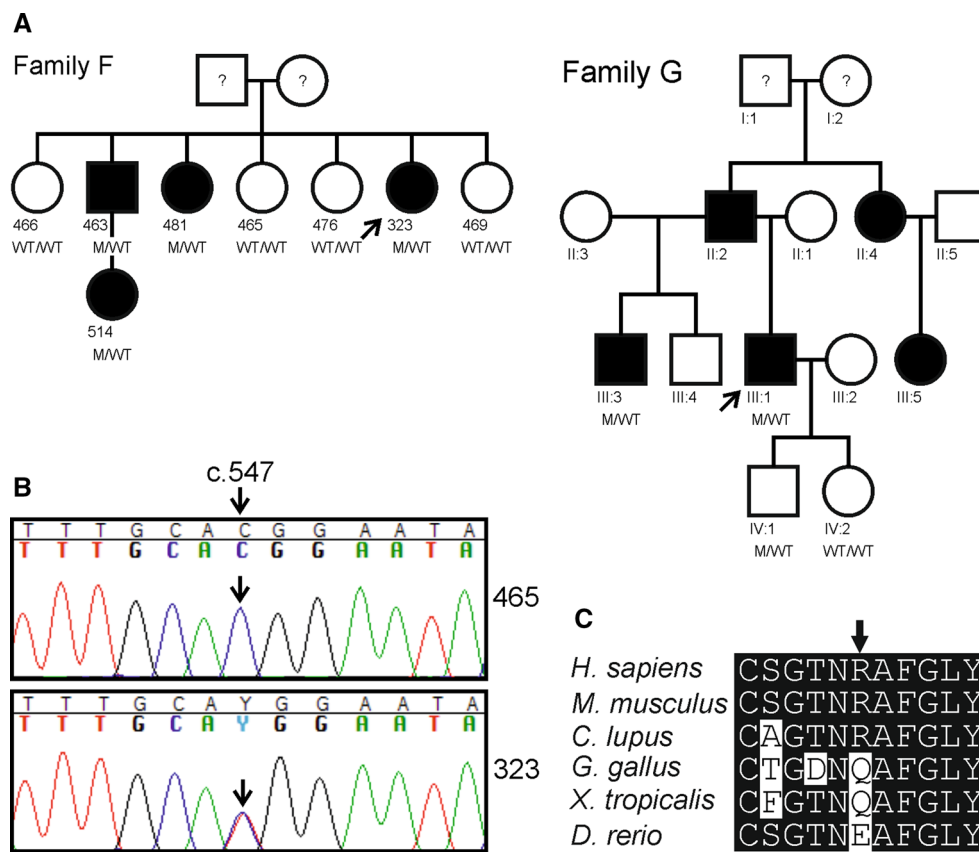 A
Family F
? ?
466 463 481 465 476 323 469
WT/WT M/WT M/WT WT/WT WT/WT M/WT WT/WT
514
M/WT
Family G
? ?
I:1 I:2
II:3 II:2 II:1 II:4 II:5
III:3 III:4 III:1 III:2 III:5
M/WT M/WT
IV:1 IV:2
M/WT WT/WT
B
c.547
T T T G C A C G G A A T A
T T T G C A C G G A A T A
465
T T T G C A Y G G A A T A
T T T G C A Y G G A A T A
323
C
H. sapiens CSGTNRAFGLY
M. musculus CSGTNRAFGLY
C. lupus CAGTNRAFGLY
G. gallus CTGDNQAFGLY
X. tropicalis CFGTNQAFGLY
D. rerio CSGTNEAFGLY